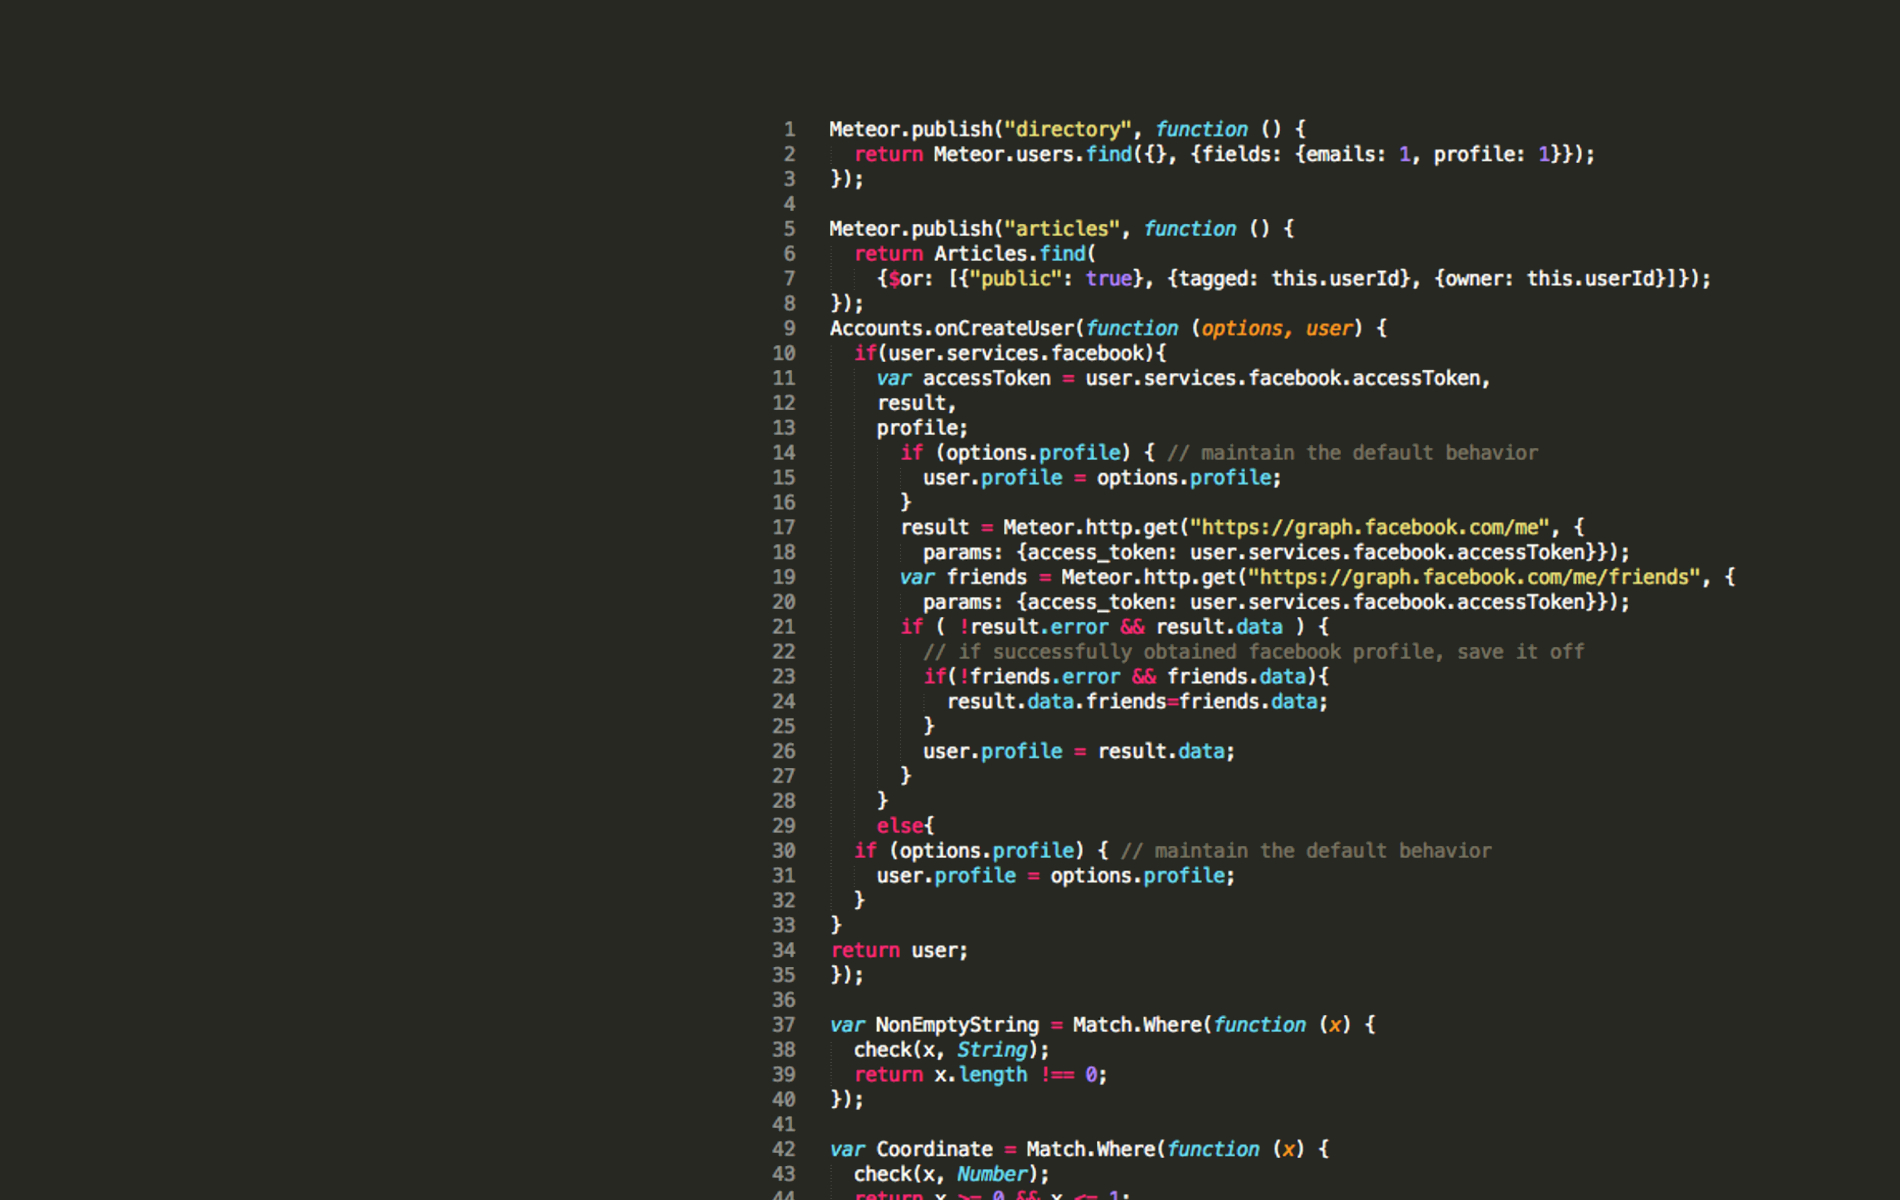 1 Meteor.publish("directory", function () {
2 return Meteor.users.find({}, {fields: {emails: 1, profile: 1}});
3 });
4
5 Meteor.publish("articles", function () {
6 return Articles.find(
7 {$or: [{"public": true}, {tagged: this.userId}, {owner: this.userId}]});
8 });
9 Accounts.onCreateUser(function (options, user) {
10 if(user.services.facebook){
11 var accessToken = user.services.facebook.accessToken,
12 result,
13 profile;
14 if (options.profile) { // maintain the default behavior
15 user.profile = options.profile;
16 }
17 result = Meteor.http.get("https://graph.facebook.com/me", {
18 params: {access_token: user.services.facebook.accessToken}});
19 var friends = Meteor.http.get("https://graph.facebook.com/me/friends", {
20 params: {access_token: user.services.facebook.accessToken}});
21 if ( !result.error && result.data ) {
22 // if successfully obtained facebook profile, save it off
23 if(!friends.error && friends.data){
24 result.data.friends=friends.data;
25 }
26 user.profile = result.data;
27 }
28 }
29 else{
30 if (options.profile) { // maintain the default behavior
31 user.profile = options.profile;
32 }
33 }
34 return user;
35 });
36
37 var NonEmptyString = Match.Where(function (x) {
38 check(x, String);
39 return x.length !== 0;
40 });
41
42 var Coordinate = Match.Where(function (x) {
43 check(x, Number);
44 return x >= 0 && x <= 1;